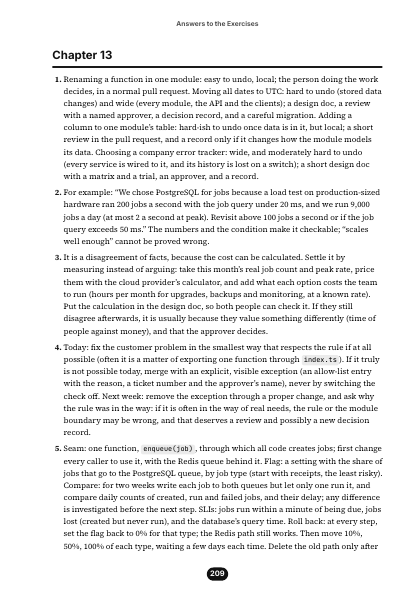 Answers to the Exercises
Chapter 13
1. Renaming a function in one module: easy to undo, local; the person doing the work
decides, in a normal pull request. Moving all dates to UTC: hard to undo (stored data
changes) and wide (every module, the API and the clients); a design doc, a review
with a named approver, a decision record, and a careful migration. Adding a
column to one module's table: hard-ish to undo once data is in it, but local; a short
review in the pull request, and a record only if it changes how the module models
its data. Choosing a company error tracker: wide, and moderately hard to undo
(every service is wired to it, and its history is lost on a switch); a short design doc
with a matrix and a trial, an approver, and a record.
2. For example: “We chose PostgreSQL for jobs because a load test on production-sized
hardware ran 200 jobs a second with the job query under 20 ms, and we run 9,000
jobs a day (at most 2 a second at peak). Revisit above 100 jobs a second or if the job
query exceeds 50 ms.” The numbers and the condition make it checkable; “scales
well enough” cannot be proved wrong.
3. It is a disagreement of facts, because the cost can be calculated. Settle it by
measuring instead of arguing: take this month's real job count and peak rate, price
them with the cloud provider's calculator, and add what each option costs the team
to run (hours per month for upgrades, backups and monitoring, at a known rate).
Put the calculation in the design doc, so both people can check it. If they still
disagree afterwards, it is usually because they value something differently (time of
people against money), and that the approver decides.
4. Today: fix the customer problem in the smallest way that respects the rule if at all
possible (often it is a matter of exporting one function through index.ts). If it truly
is not possible today, merge with an explicit, visible exception (an allow-list entry
with the reason, a ticket number and the approver's name), never by switching the
check off. Next week: remove the exception through a proper change, and ask why
the rule was in the way: if it is often in the way of real needs, the rule or the module
boundary may be wrong, and that deserves a review and possibly a new decision
record.
5. Seam: one function, enqueue(job), through which all code creates jobs; first change
every caller to use it, with the Redis queue behind it. Flag: a setting with the share of
jobs that go to the PostgreSQL queue, by job type (start with receipts, the least risky).
Compare: for two weeks write each job to both queues but let only one run it, and
compare daily counts of created, run and failed jobs, and their delay; any difference
is investigated before the next step. SLIs: jobs run within a minute of being due, jobs
lost (created but never run), and the database's query time. Roll back: at every step,
set the flag back to 0% for that type; the Redis path still works. Then move 10%,
50%, 100% of each type, waiting a few days each time. Delete the old path only after
209